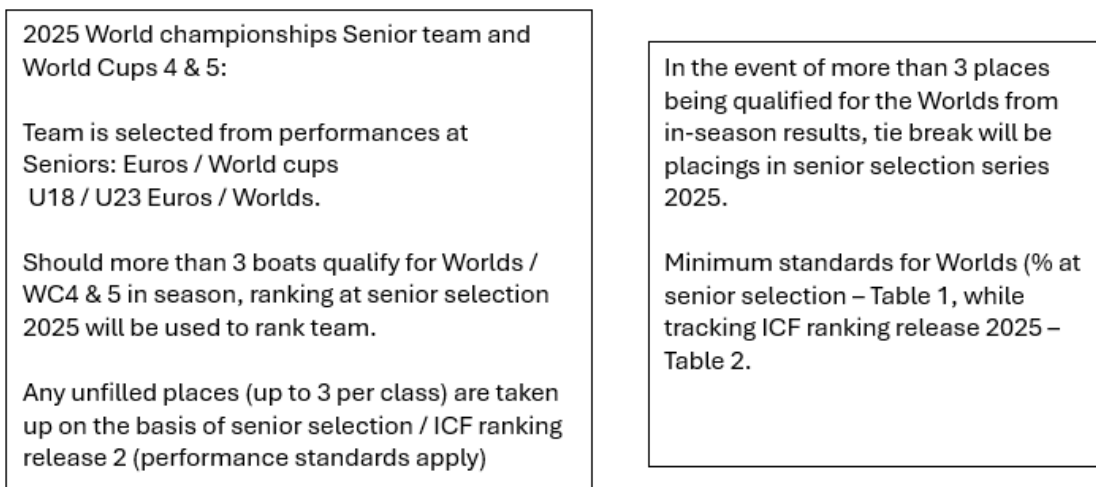 2025 World championships Senior team and
World Cups 4 & 5:
Team is selected from performances at
Seniors: Euros / World cups
U18 / U23 Euros / Worlds.
Should more than 3 boats qualify for Worlds /
WC4 & 5 in season, ranking at senior selection
2025 will be used to rank team.
Any unfilled places (up to 3 per class) are taken
up on the basis of senior selection / ICF ranking
release 2 (performance standards apply)
In the event of more than 3 places
being qualified for the Worlds from
in-season results, tie break will be
placings in senior selection series
2025.
Minimum standards for Worlds (% at
senior selection – Table 1, while
tracking ICF ranking release 2025 –
Table 2.